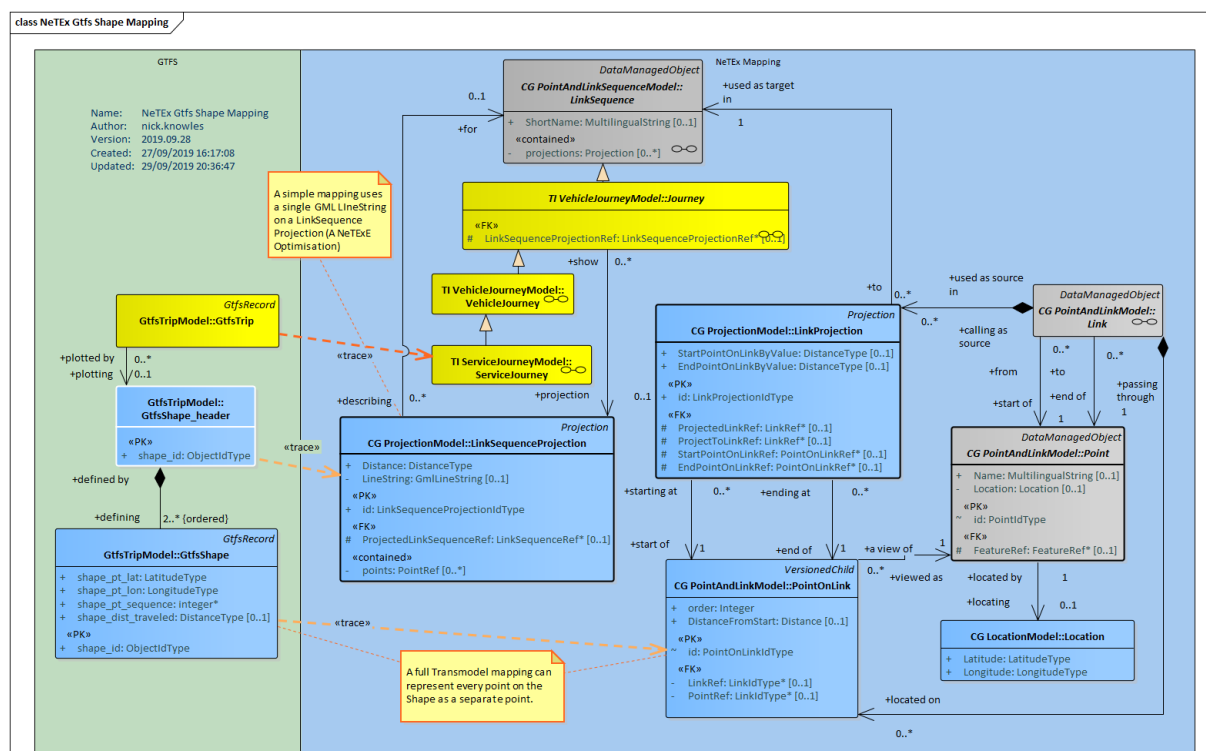 class NeTEx Gtfs Shape Mapping
GTFS
NeTEx Mapping
Name: NeTEx Gtfs Shape Mapping
Author: nick.knowles
Version: 2019.09.28
Created: 27/09/2019 16:17:08
Updated: 29/09/2019 20:36:47
DataManagedObject
CG PointAndLinkSequenceModel::
LinkSequence
+ ShortName: MultilingualString [0..1]
«contained»
- projections: Projection [0..*]
0..1
+for
+used as target
in
1
A simple mapping uses
a single GML LIneString
on a LinkSequence
Projection (A NeTExE
Optimisation)
TI VehicleJourneyModel::Journey
«FK»
# LinkSequenceProjectionRef: LinkSequenceProjectionRef* [0..1]
+show
0..*
TI VehicleJourneyModel::
VehicleJourney
TI ServiceJourneyModel::
ServiceJourney
GtfsRecord
GtfsTripModel::GtfsTrip
«trace»
+plotted by
0..*
+plotting
0..1
GtfsTripModel::
GtfsShape_header
«PK»
+ shape_id: ObjectIdType
«trace»
+defined by
+defining
2..* {ordered}
GtfsRecord
GtfsTripModel::GtfsShape
+ shape_pt_lat: LatitudeType
+ shape_pt_lon: LongitudeType
+ shape_pt_sequence: Integer*
+ shape_dist_traveled: DistanceType [0..1]
«PK»
+ shape_id: ObjectIdType
«trace»
+describing
0..*
+projection
0..1
Projection
CG ProjectionModel::LinkSequenceProjection
+ Distance: DistanceType
- LineString: GmlLineString [0..1]
«PK»
+ id: LinkSequenceProjectionIdType
«FK»
# ProjectedLinkSequenceRef: LinkSequenceRef* [0..1]
«contained»
- points: PointRef [0..*]
+to
0..*
+used as source
in
0..*
+calling as
source
Projection
CG ProjectionModel::LinkProjection
+ StartPointOnLinkByValue: DistanceType [0..1]
+ EndPointOnLinkByValue: DistanceType [0..1]
«PK»
+ id: LinkProjectionIdType
«FK»
# ProjectedLinkRef: LinkRef* [0..1]
# ProjectToLinkRef: LinkRef* [0..1]
# StartPointOnLinkRef: PointOnLinkRef* [0..1]
# EndPointOnLinkRef: PointOnLinkRef* [0..1]
DataManagedObject
CG PointAndLinkModel::
Link
0..*
0..*
+from
+to
+passing
through
+start of
+end of
1
1
1
DataManagedObject
CG PointAndLinkModel::Point
+ Name: MultilingualString [0..1]
- Location: Location [0..1]
«PK»
~ id: PointIdType
«FK»
# FeatureRef: FeatureRef* [0..1]
+starting at
0..*
+ending at
0..*
+start of
1
+end of
1
+a view of
0..*
+viewed as
1
+located by
1
+locating
0..1
VersionedChild
CG PointAndLinkModel::PointOnLink
+ order: Integer
+ DistanceFromStart: Distance [0..1]
«PK»
~ id: PointOnLinkIdType
«FK»
- LinkRef: LinkIdType* [0..1]
- PointRef: LinkIdType* [0..1]
CG LocationModel::Location
+ Latitude: LatitudeType
+ Longitude: LongitudeType
+located on
0..*
A full Transmodel mapping can
represent every point on the
Shape as a separate point.